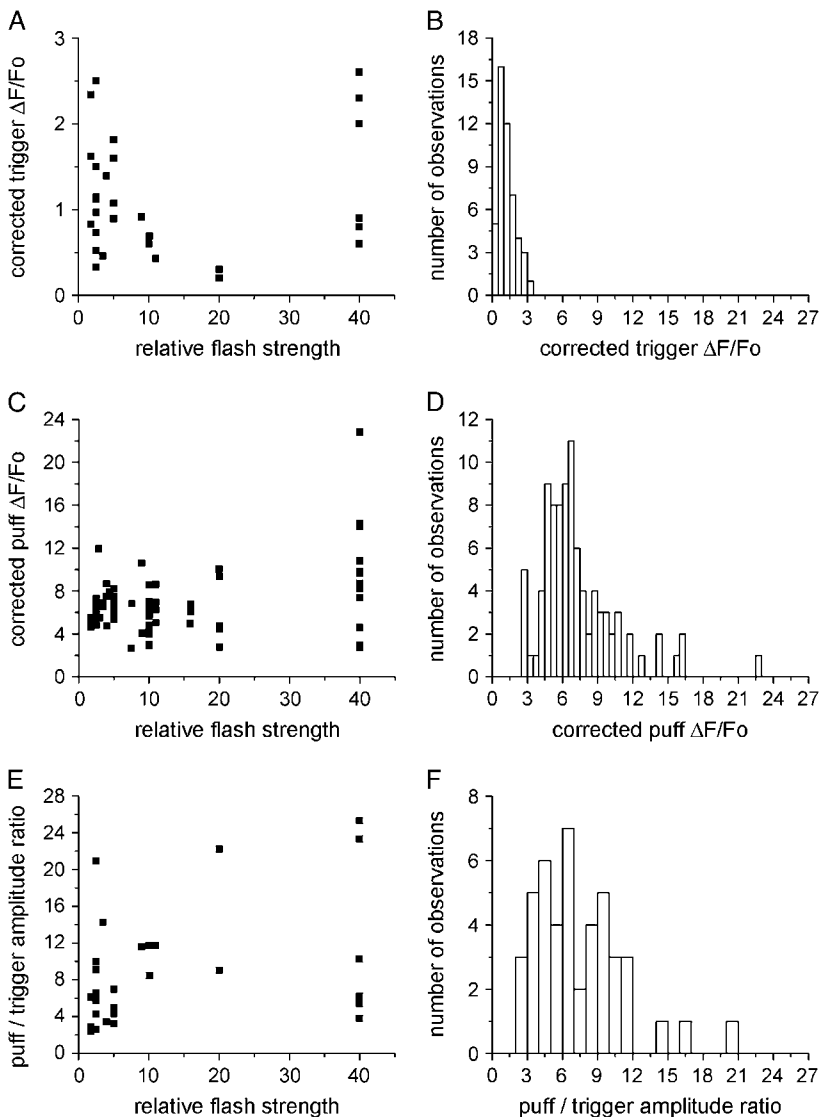 A
corrected trigger ΔF/Fo
3
2
1
0
0 10 20 30 40
relative flash strength
B
number of observations
18
15
12
9
6
3
0
0 3 6 9 12 15 18 21 24 27
corrected trigger ΔF/Fo
C
corrected puff ΔF/Fo
24
20
16
12
8
4
0
0 10 20 30 40
relative flash strength
D
number of observations
12
10
8
6
4
2
0
0 3 6 9 12 15 18 21 24 27
corrected puff ΔF/Fo
E
puff / trigger amplitude ratio
28
24
20
16
12
8
4
0
0 10 20 30 40
relative flash strength
F
number of observations
8
6
4
2
0
0 3 6 9 12 15 18 21 24 27
puff / trigger amplitude ratio